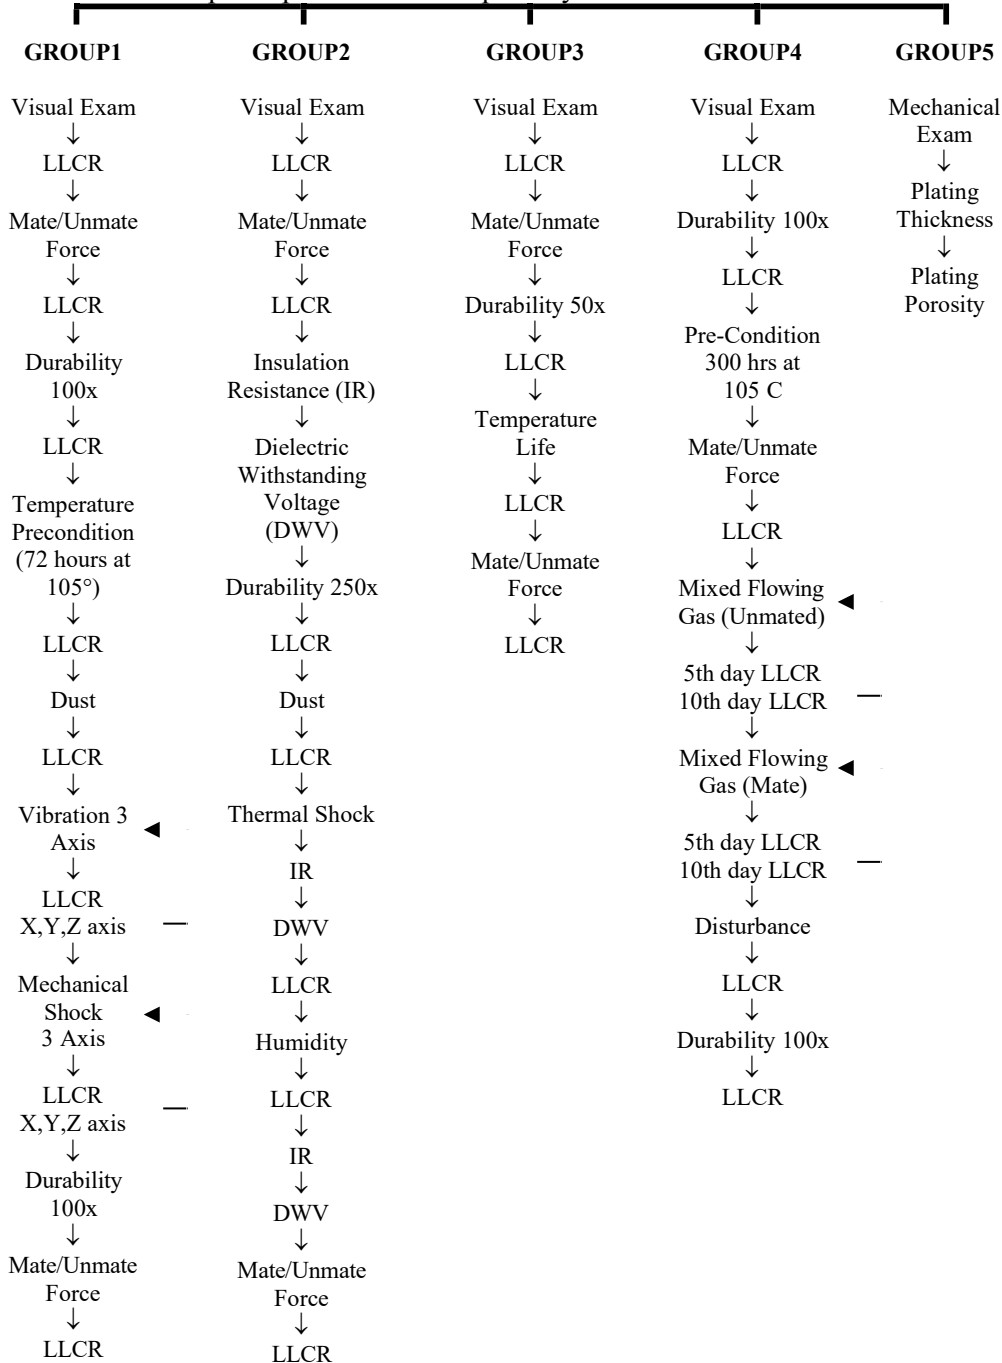 GROUP1
Visual Exam
↓
LLCR
↓
Mate/Unmate
Force
↓
LLCR
↓
Durability
100x
↓
LLCR
↓
Temperature
Precondition
(72 hours at
105°)
↓
LLCR
↓
Dust
↓
LLCR
↓
Vibration 3
Axis
↓
LLCR
X,Y,Z axis
↓
Mechanical
Shock
3 Axis
↓
LLCR
X,Y,Z axis
↓
Durability
100x
↓
Mate/Unmate
Force
↓
LLCR
GROUP2
Visual Exam
↓
LLCR
↓
Mate/Unmate
Force
↓
LLCR
↓
Insulation
Resistance (IR)
↓
Dielectric
Withstanding
Voltage
(DWV)
↓
Durability 250x
↓
LLCR
↓
Dust
↓
LLCR
↓
Thermal Shock
↓
IR
↓
DWV
↓
LLCR
↓
Humidity
↓
LLCR
↓
IR
↓
DWV
↓
Mate/Unmate
Force
↓
LLCR
GROUP3
Visual Exam
↓
LLCR
↓
Mate/Unmate
Force
↓
Durability 50x
↓
LLCR
↓
Temperature
Life
↓
LLCR
↓
Mate/Unmate
Force
↓
LLCR
GROUP4
Visual Exam
↓
LLCR
↓
Durability 100x
↓
LLCR
↓
Pre-Condition
300 hrs at
105 C
↓
Mate/Unmate
Force
↓
LLCR
↓
Mixed Flowing
Gas (Unmated)
↓
5th day LLCR
10th day LLCR
↓
Mixed Flowing
Gas (Mate)
↓
5th day LLCR
10th day LLCR
↓
Disturbance
↓
LLCR
↓
Durability 100x
↓
LLCR
GROUP5
Mechanical
Exam
↓
Plating
Thickness
↓
Plating
Porosity